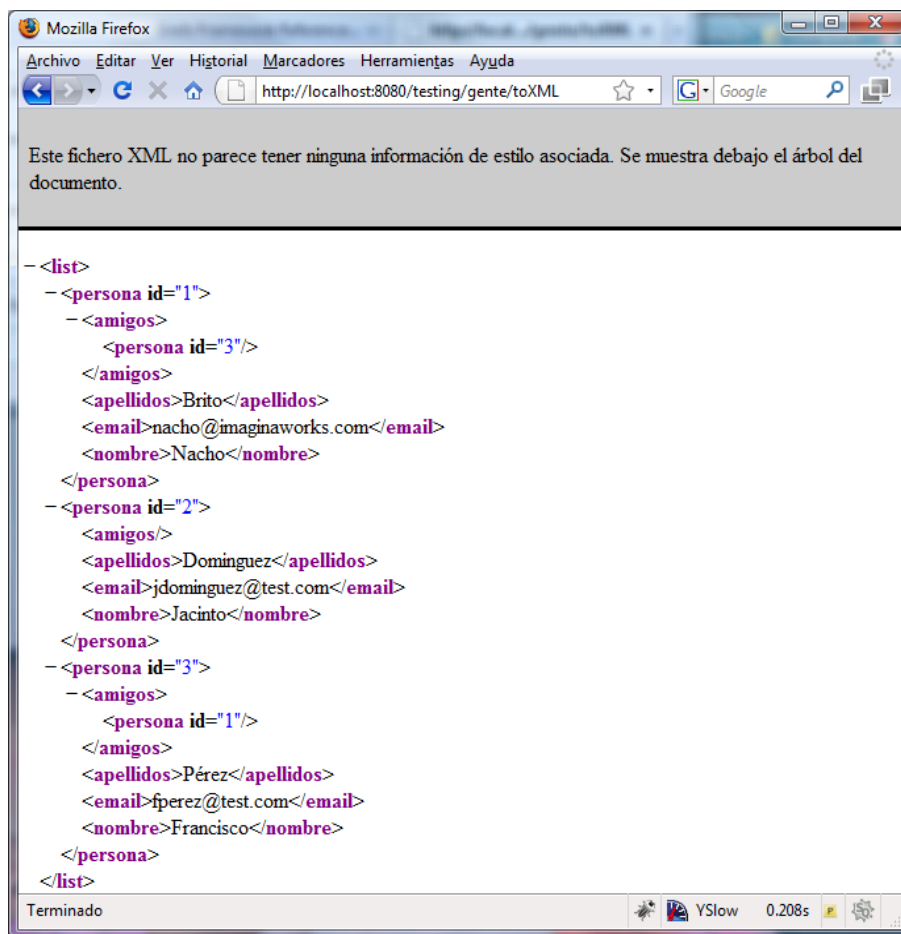 Mozilla Firefox
Archivo Editar Ver Historial Marcadores Herramientas Ayuda
http://localhost:8080/testing/gente/toXML
G Google
Este fichero XML no parece tener ninguna información de estilo asociada. Se muestra debajo el árbol del
documento.
− <list>
− <persona id="1">
− <amigos>
<persona id="3"/>
</amigos>
<apellidos>Brito</apellidos>
<email>nacho@imaginaworks.com</email>
<nombre>Nacho</nombre>
</persona>
− <persona id="2">
<amigos/>
<apellidos>Dominguez</apellidos>
<email>jdominguez@test.com</email>
<nombre>Jacinto</nombre>
</persona>
− <persona id="3">
− <amigos>
<persona id="1"/>
</amigos>
<apellidos>Pérez</apellidos>
<email>fperez@test.com</email>
<nombre>Francisco</nombre>
</persona>
</list>
Terminado YSlow 0.208s P